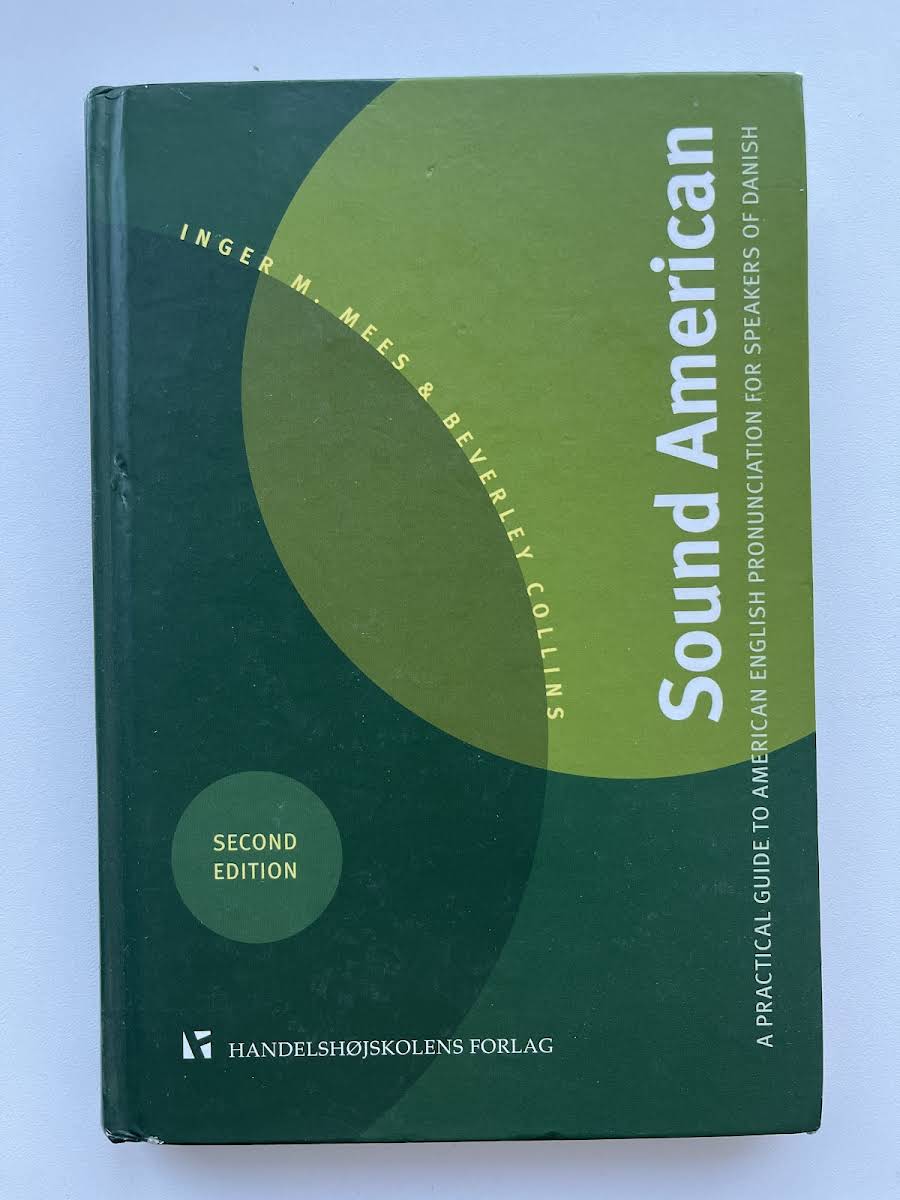 INGER M. MEES & BEVERLEY COLLINS
Sound American
A PRACTICAL GUIDE TO AMERICAN ENGLISH PRONUNCIATION FOR SPEAKERS OF DANISH
SECOND
EDITION
HANDELSHØJSKOLENS FORLAG